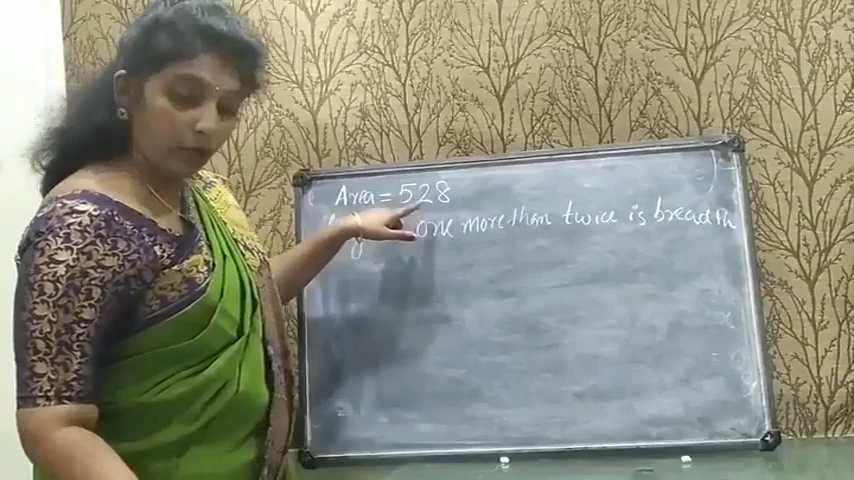 Area = 528
one more than twice is breadth